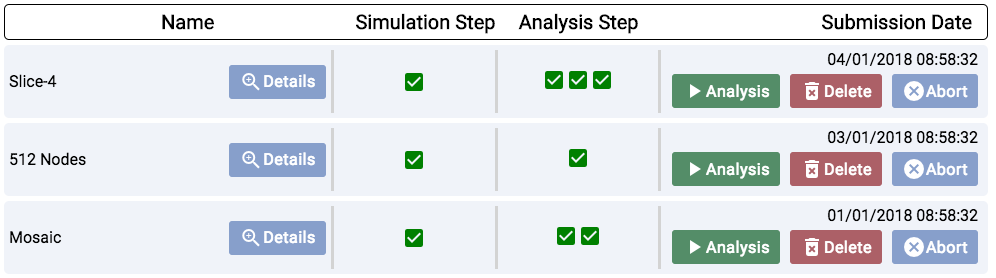 Name Simulation Step Analysis Step Submission Date
04/01/2018 08:58:32
Slice-4 Details Analysis Delete Abort
03/01/2018 08:58:32
512 Nodes Details Analysis Delete Abort
01/01/2018 08:58:32
Mosaic Details Analysis Delete Abort